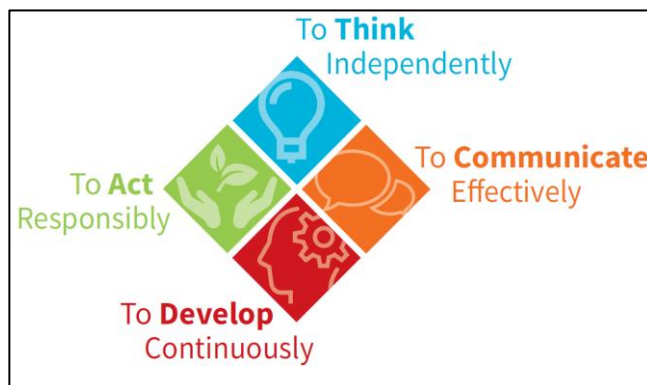 To Think
Independently
To Communicate
Effectively
To Act
Responsibly
To Develop
Continuously